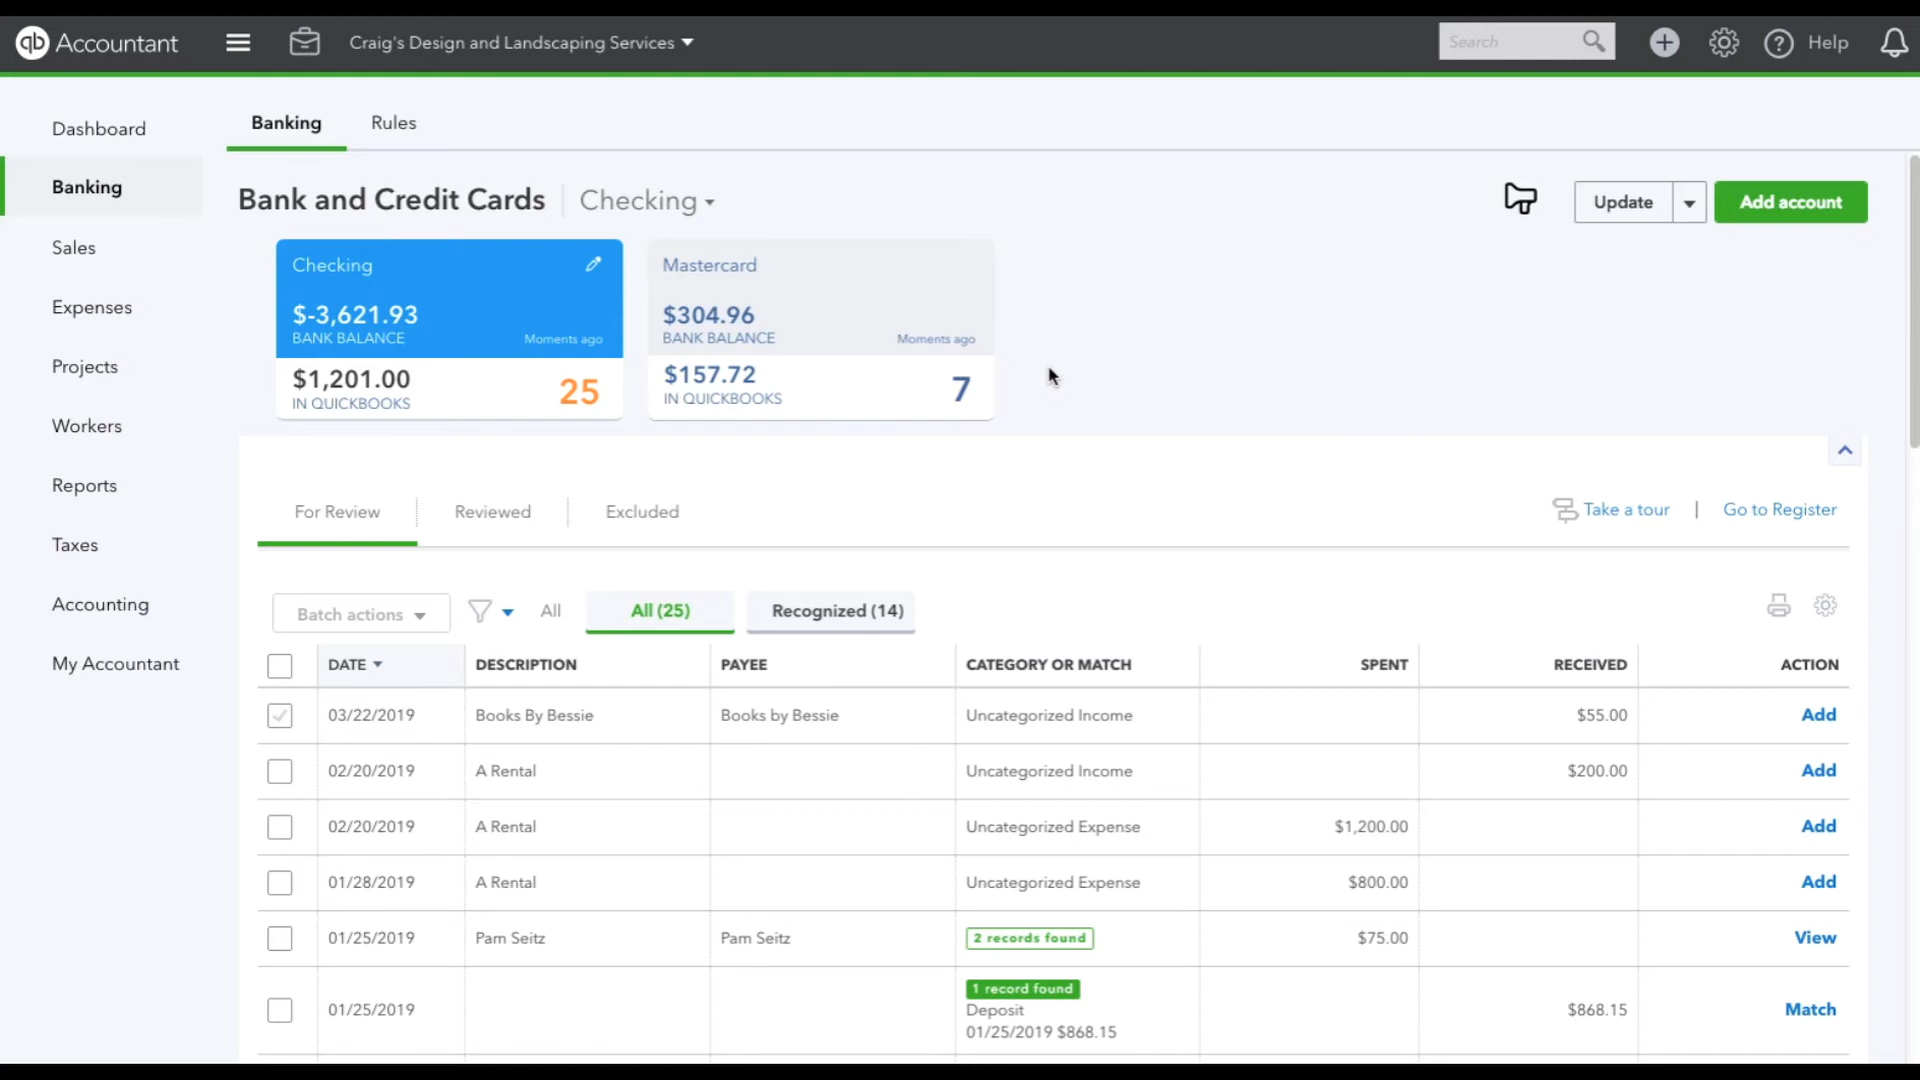 qb Accountant
Craig's Design and Landscaping Services
Search
Help
Dashboard
Banking
Sales
Expenses
Projects
Workers
Reports
Taxes
Accounting
My Accountant
Banking Rules
Bank and Credit Cards Checking
Update
Add account
Checking
$-3,621.93
BANK BALANCE Moments ago
$1,201.00
IN QUICKBOOKS
25
Mastercard
$304.96
BANK BALANCE Moments ago
$157.72
IN QUICKBOOKS
7
For Review Reviewed Excluded
Take a tour | Go to Register
Batch actions All All (25) Recognized (14)
DATE DESCRIPTION PAYEE CATEGORY OR MATCH SPENT RECEIVED ACTION
03/22/2019 Books By Bessie Books by Bessie Uncategorized Income $55.00 Add
02/20/2019 A Rental Uncategorized Income $200.00 Add
02/20/2019 A Rental Uncategorized Expense $1,200.00 Add
01/28/2019 A Rental Uncategorized Expense $800.00 Add
01/25/2019 Pam Seitz Pam Seitz 2 records found $75.00 View
1 record found
01/25/2019 Deposit $868.15 Match
01/25/2019 $868.15